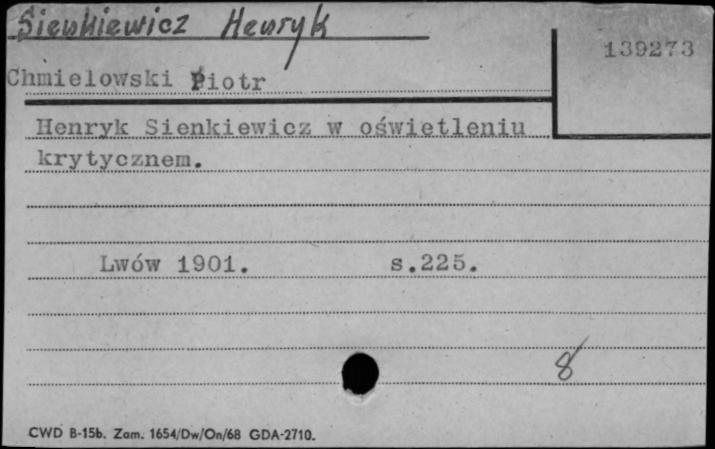 Sienkiewicz Henryk
139273
Chmielowski Piotr
Henryk Sienkiewicz w oświetleniu
krytycznem.
Lwów 1901. s.225.
8
CWD B-15b. Zam. 1654/Dw/On/68 GDA-2710.